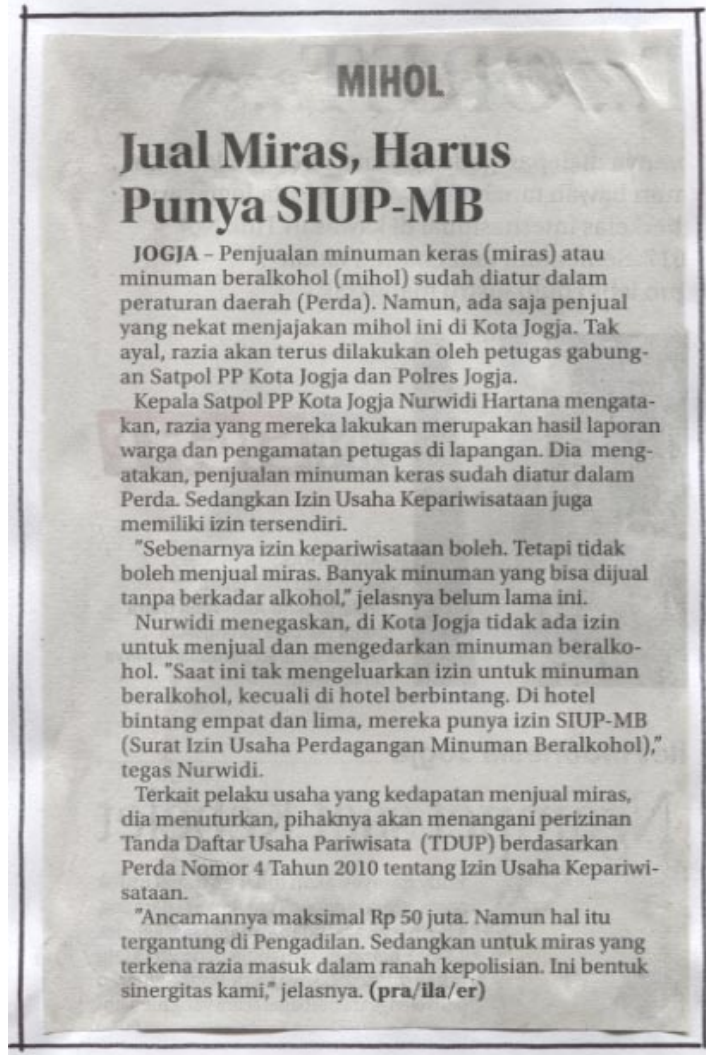 MIHOL
Jual Miras, Harus
Punya SIUP-MB
JOGJA – Penjualan minuman keras (miras) atau
minuman beralkohol (mihol) sudah diatur dalam
peraturan daerah (Perda). Namun, ada saja penjual
yang nekat menjajakan mihol ini di Kota Jogja. Tak
ayal, razia akan terus dilakukan oleh petugas gabung-
an Satpol PP Kota Jogja dan Polres Jogja.
Kepala Satpol PP Kota Jogja Nurwidi Hartana mengata-
kan, razia yang mereka lakukan merupakan hasil laporan
warga dan pengamatan petugas di lapangan. Dia meng-
atakan, penjualan minuman keras sudah diatur dalam
Perda. Sedangkan Izin Usaha Kepariwisataan juga
memiliki izin tersendiri.
"Sebenarnya izin kepariwisataan boleh. Tetapi tidak
boleh menjual miras. Banyak minuman yang bisa dijual
tanpa berkadar alkohol," jelasnya belum lama ini.
Nurwidi menegaskan, di Kota Jogja tidak ada izin
untuk menjual dan mengedarkan minuman beralko-
hol. "Saat ini tak mengeluarkan izin untuk minuman
beralkohol, kecuali di hotel berbintang. Di hotel
bintang empat dan lima, mereka punya izin SIUP-MB
(Surat Izin Usaha Perdagangan Minuman Beralkohol),"
tegas Nurwidi.
Terkait pelaku usaha yang kedapatan menjual miras,
dia menuturkan, pihaknya akan menangani perizinan
Tanda Daftar Usaha Pariwisata (TDUP) berdasarkan
Perda Nomor 4 Tahun 2010 tentang Izin Usaha Kepariwi-
sataan.
"Ancamannya maksimal Rp 50 juta. Namun hal itu
tergantung di Pengadilan. Sedangkan untuk miras yang
terkena razia masuk dalam ranah kepolisian. Ini bentuk
sinergitas kami," jelasnya. (pra/ila/er)